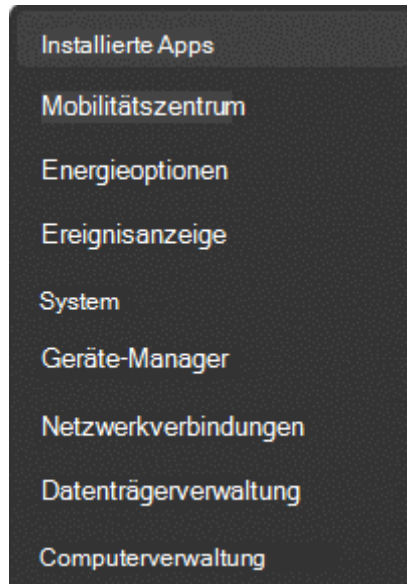 Installierte Apps
Mobilitätszentrum
Energieoptionen
Ereignisanzeige
System
Geräte-Manager
Netzwerkverbindungen
Datenträgerverwaltung
Computerverwaltung